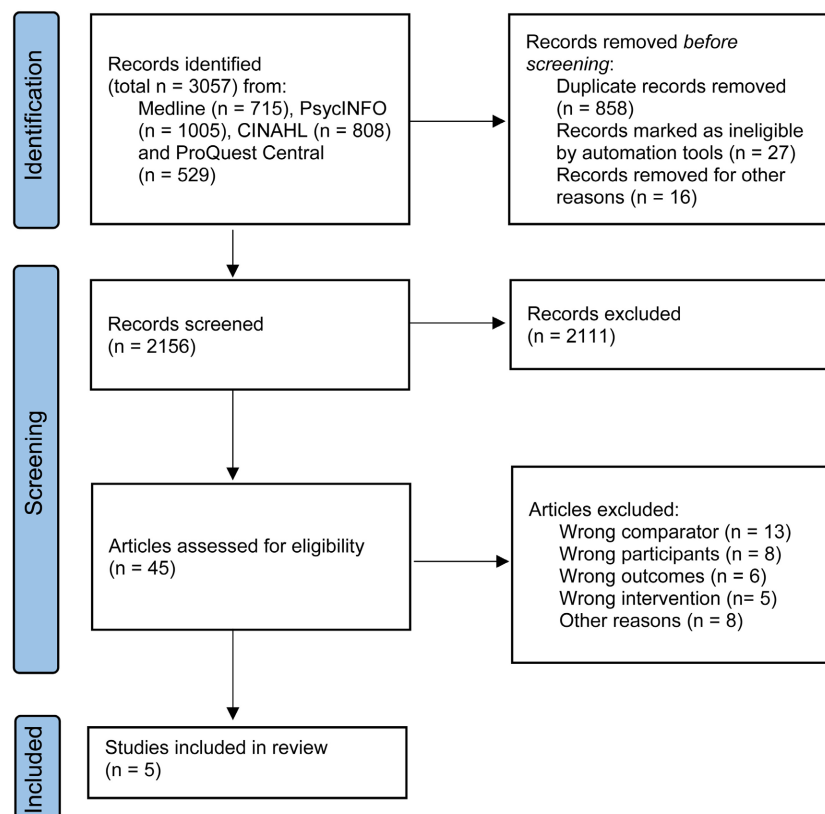 Identification
Records identified
(total n = 3057) from:
Medline (n = 715), PsycINFO
(n = 1005), CINAHL (n = 808)
and ProQuest Central
(n = 529)
Records removed before
screening:
Duplicate records removed
(n = 858)
Records marked as ineligible
by automation tools (n = 27)
Records removed for other
reasons (n = 16)
Screening
Records screened
(n = 2156)
Records excluded
(n = 2111)
Articles assessed for eligibility
(n = 45)
Articles excluded:
Wrong comparator (n = 13)
Wrong participants (n = 8)
Wrong outcomes (n = 6)
Wrong intervention (n= 5)
Other reasons (n = 8)
Included
Studies included in review
(n = 5)